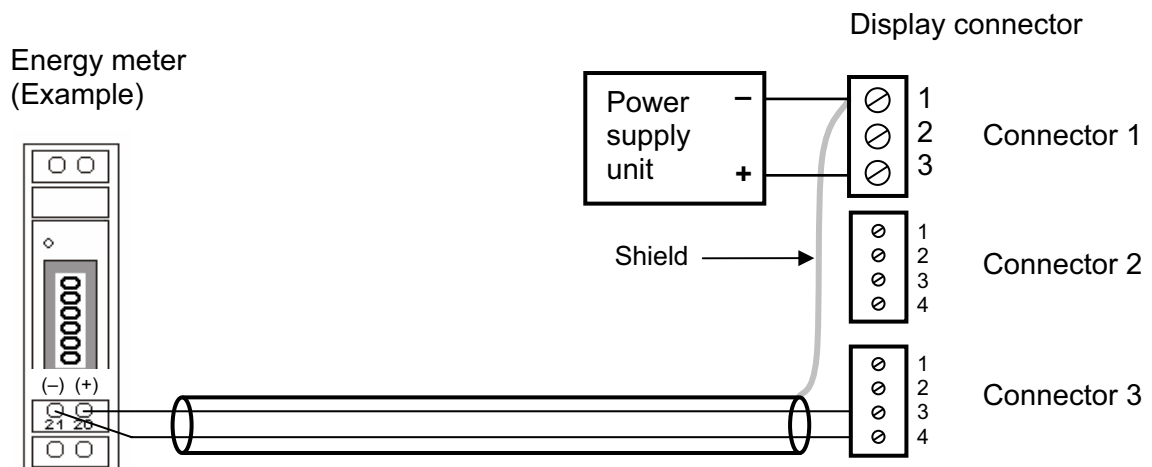 Display connector
Energy meter
(Example)
Power
supply
unit
–
+
1
2
3
Connector 1
Shield
1
2
3
4
Connector 2
000000
(–) (+)
21 20
1
2
3
4
Connector 3